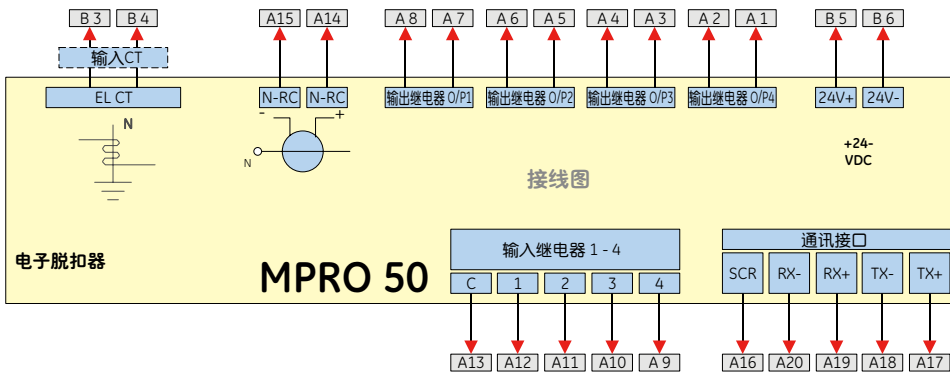 B 3 B 4 A15 A14 A 8 A 7 A 6 A 5 A 4 A 3 A 2 A 1 B 5 B 6
输入CT
EL CT N-RC N-RC 输出继电器 O/P1 输出继电器 O/P2 输出继电器 O/P3 输出继电器 O/P4 24V+ 24V-
- +
N
N
+24-
VDC
接线图
电子脱扣器
MPRO 50
输入继电器 1 - 4
通讯接口
C 1 2 3 4 SCR RX- RX+ TX- TX+
A13 A12 A11 A10 A 9 A16 A20 A19 A18 A17